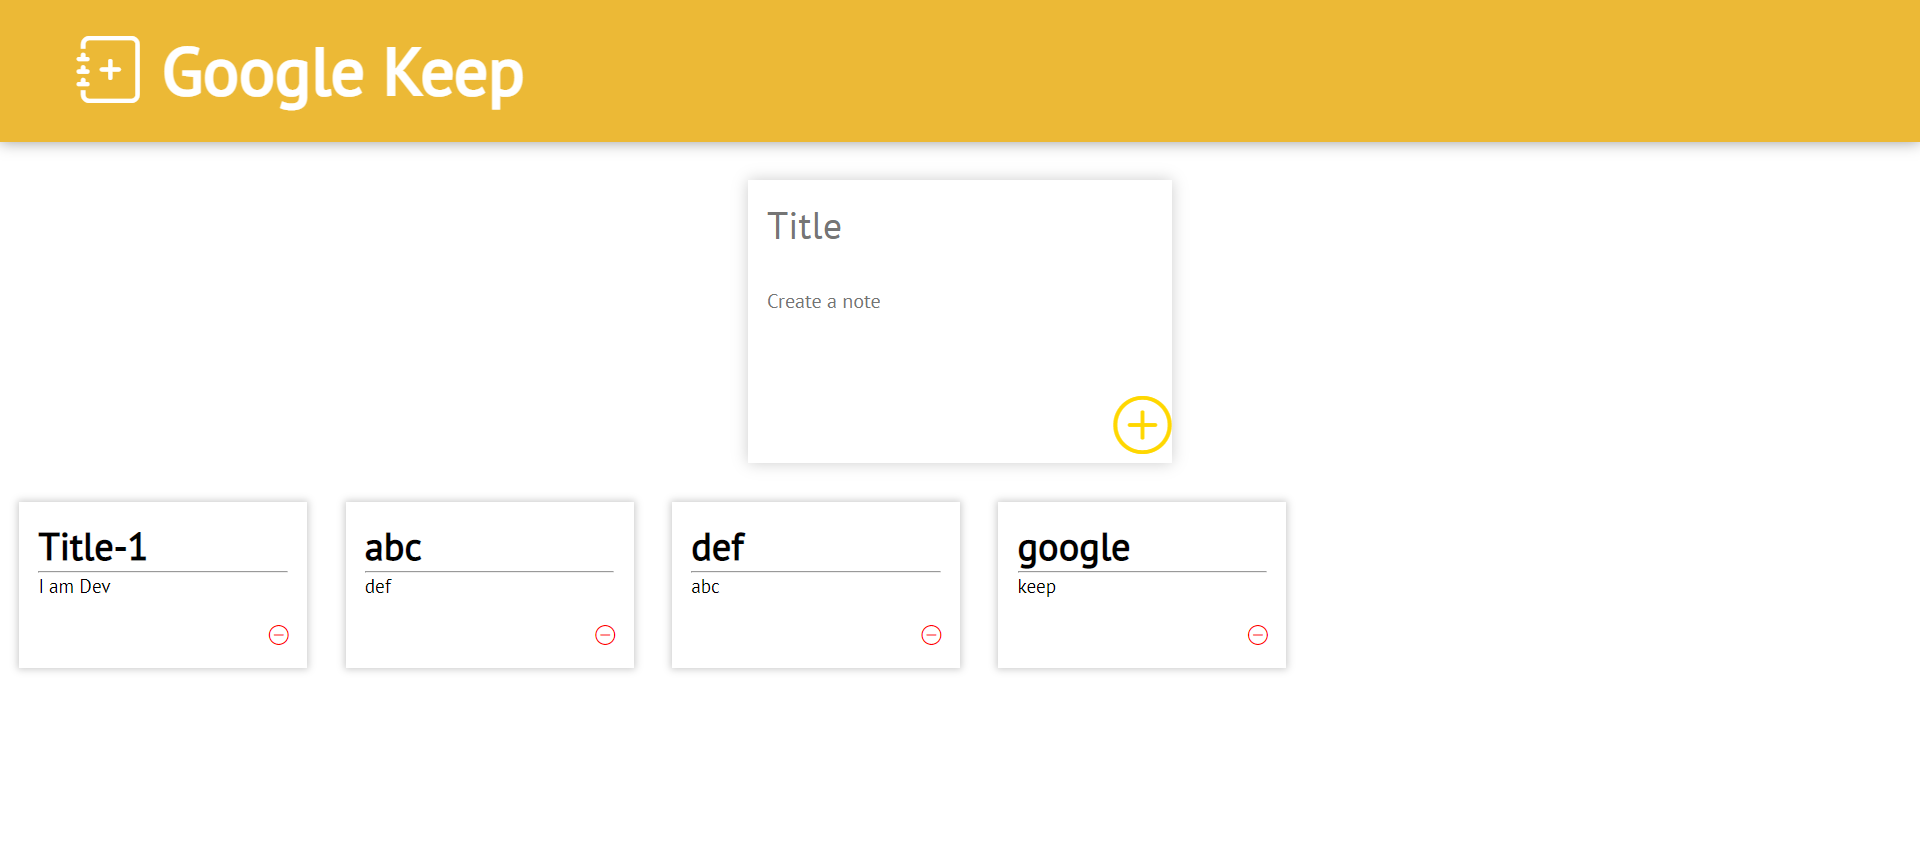 Google Keep
Title
Create a note
Title-1
I am Dev
abc
def
def
abc
google
keep